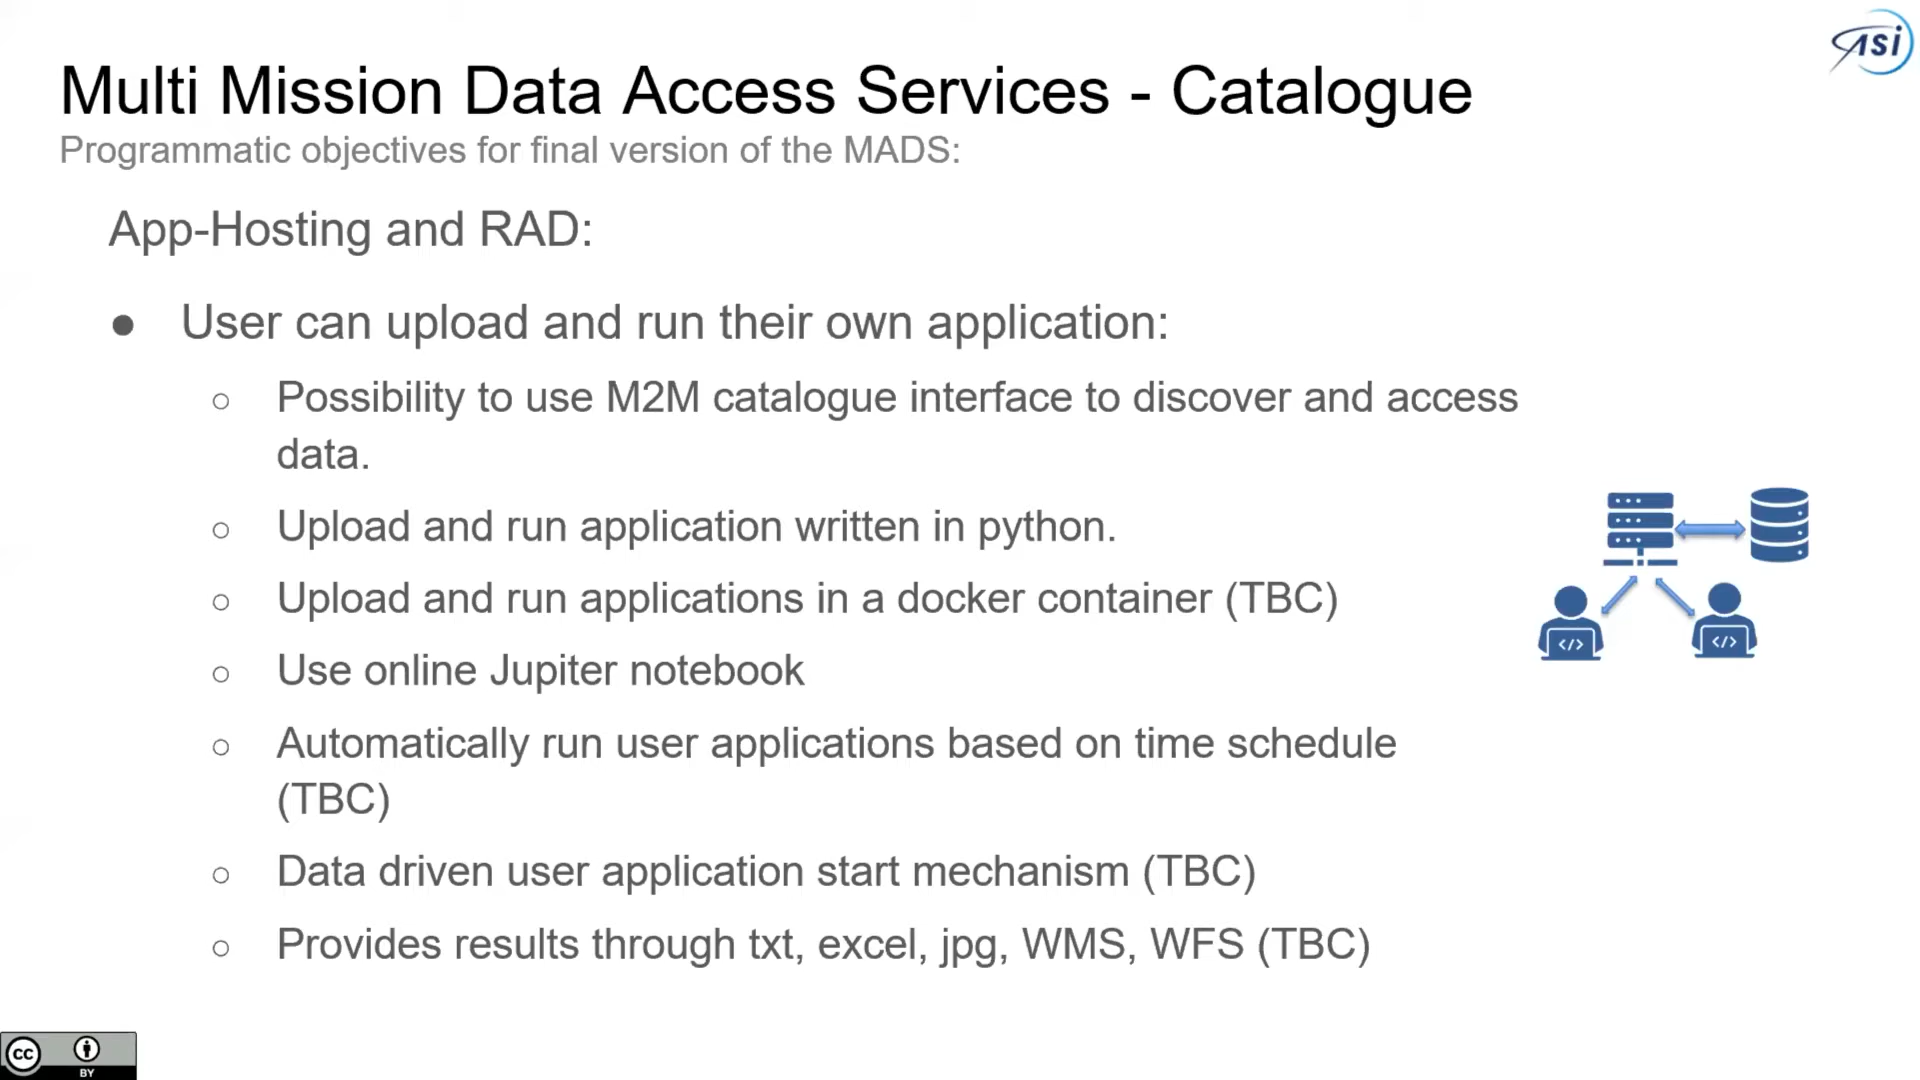 asi
Multi Mission Data Access Services - Catalogue
Programmatic objectives for final version of the MADS:
App-Hosting and RAD:
● User can upload and run their own application:
○ Possibility to use M2M catalogue interface to discover and access
data.
○ Upload and run application written in python.
○ Upload and run applications in a docker container (TBC)
○ Use online Jupiter notebook
○ Automatically run user applications based on time schedule
(TBC)
○ Data driven user application start mechanism (TBC)
○ Provides results through txt, excel, jpg, WMS, WFS (TBC)
</> </>
cc
BY